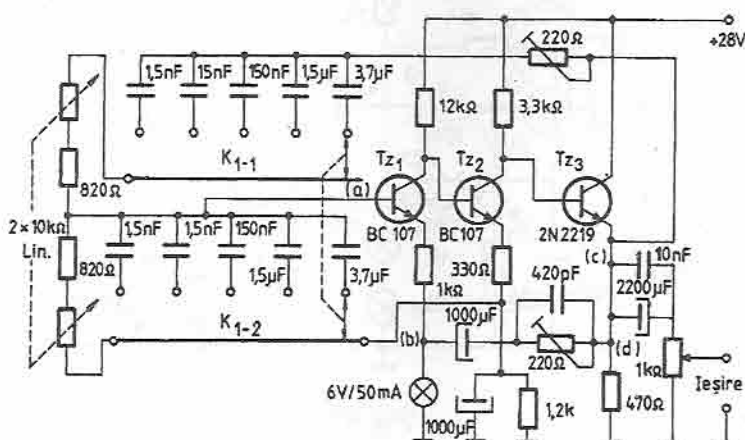 220Ω
+28V
1,5nF 15nF 150nF 1,5µF 3,7µF
12kΩ 3,3kΩ
K1-1
Tz1 Tz2 Tz3
820Ω
(a)
BC 107 BC107 2N2219
2×10kΩ
Lin.
1,5nF 1,5nF 150nF
1,5µF 3,7µF
820Ω
1kΩ
330Ω
(c)
10nF
420pF
2200µF
K1-2
1000µF
(b)
220Ω
(d)
1kΩ
Ieşire
6V/50mA
1000µF
1,2k
470Ω